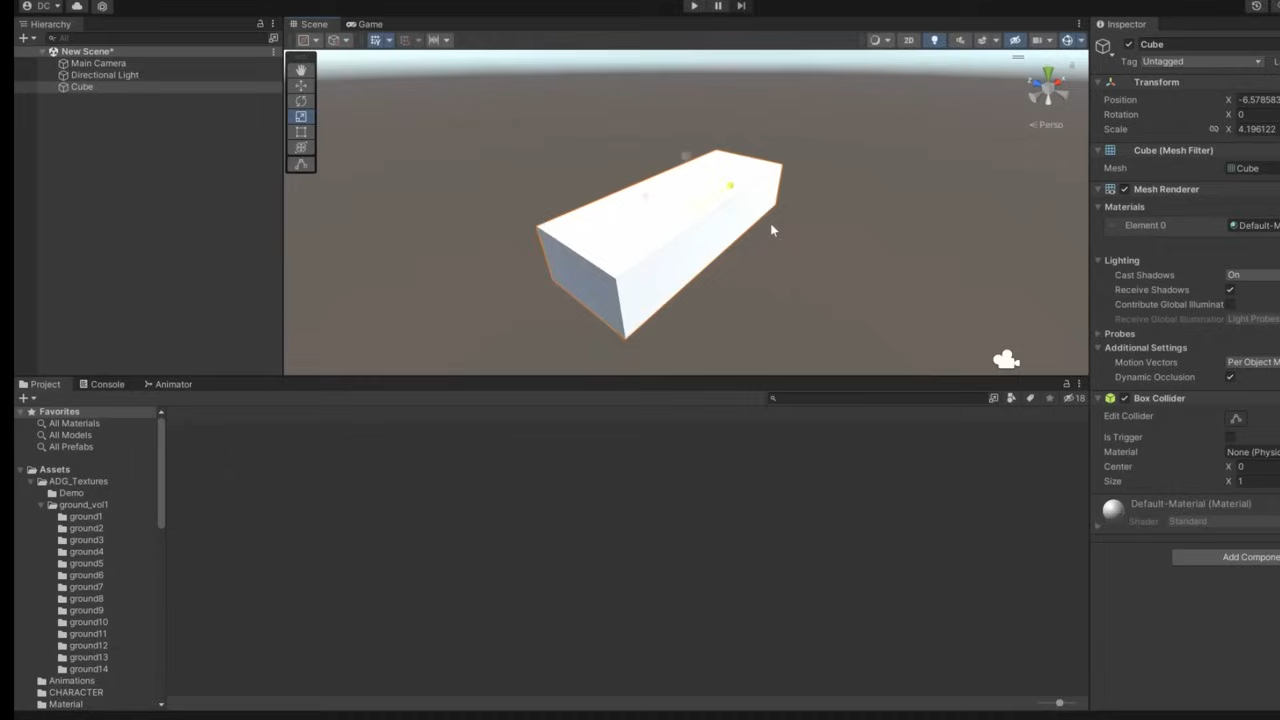 DC
Hierarchy
All
New Scene*
Main Camera
Directional Light
Cube
Scene
Game
2D
Persp
Inspector
Cube
Tag Untagged
Transform
Position X -6.578583
Rotation X 0
Scale X 4.196122
Cube (Mesh Filter)
Mesh Cube
Mesh Renderer
Materials
Element 0 Default-M
Lighting
Cast Shadows On
Receive Shadows
Contribute Global Illuminat
Receive Global Illumination Light Probes
Probes
Additional Settings
Motion Vectors Per Object M
Dynamic Occlusion
Box Collider
Edit Collider
Is Trigger
Material None (Physic
Center X 0
Size X 1
Default-Material (Material)
Shader Standard
Add Compone
Project
Console
Animator
18
Favorites
All Materials
All Models
All Prefabs
Assets
ADG_Textures
Demo
ground_vol1
ground1
ground2
ground3
ground4
ground5
ground6
ground7
ground8
ground9
ground10
ground11
ground12
ground13
ground14
Animations
CHARACTER
Material